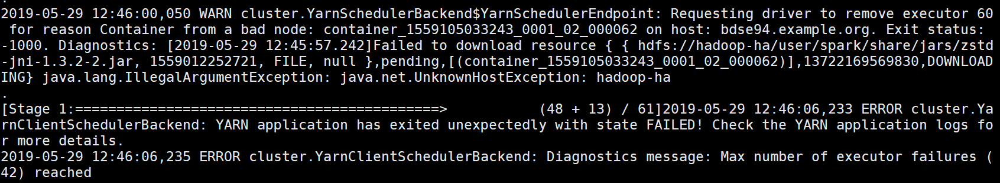 .
2019-05-29 12:46:00,050 WARN cluster.YarnSchedulerBackend$YarnSchedulerEndpoint: Requesting driver to remove executor 60
 for reason Container from a bad node: container_1559105033243_0001_02_000062 on host: bdse94.example.org. Exit status:
-1000. Diagnostics: [2019-05-29 12:45:57.242]Failed to download resource { { hdfs://hadoop-ha/user/spark/share/jars/zstd
-jni-1.3.2-2.jar, 1559012252721, FILE, null },pending,[(container_1559105033243_0001_02_000062)],13722169569830,DOWNLOAD
ING} java.lang.IllegalArgumentException: java.net.UnknownHostException: hadoop-ha
.
[Stage 1:============================================>           (48 + 13) / 61]2019-05-29 12:46:06,233 ERROR cluster.Ya
rnClientSchedulerBackend: YARN application has exited unexpectedly with state FAILED! Check the YARN application logs fo
r more details.
2019-05-29 12:46:06,235 ERROR cluster.YarnClientSchedulerBackend: Diagnostics message: Max number of executor failures (
42) reached